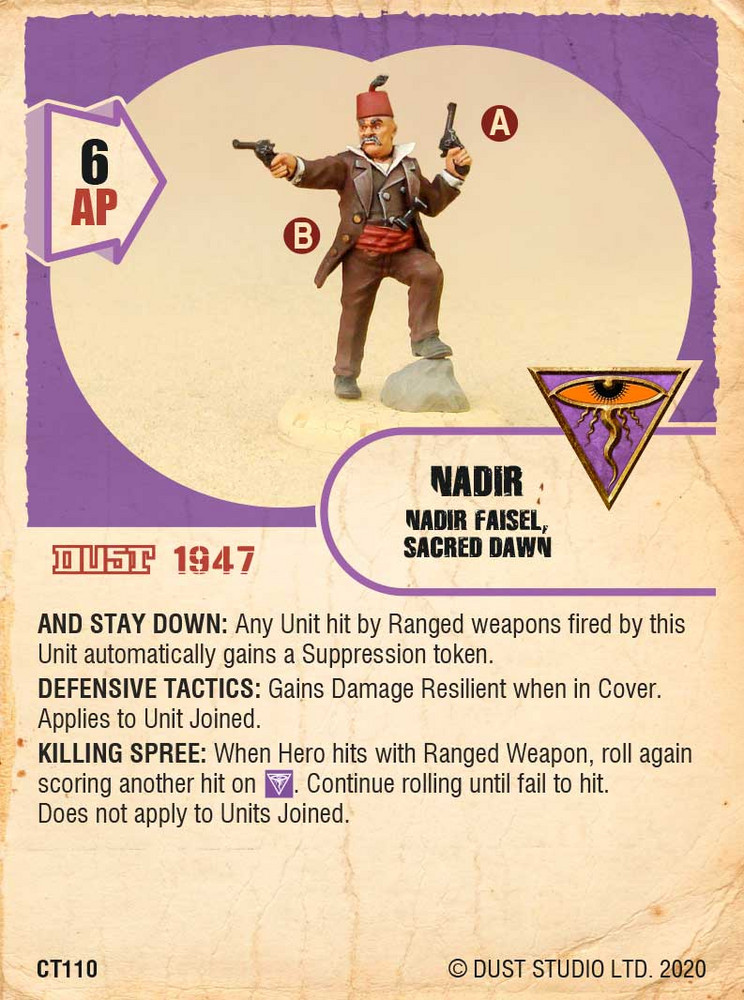 6
AP
A
B
NADIR
NADIR FAISEL,
SACRED DAWN
DUST 1947
AND STAY DOWN: Any Unit hit by Ranged weapons fired by this
Unit automatically gains a Suppression token.
DEFENSIVE TACTICS: Gains Damage Resilient when in Cover.
Applies to Unit Joined.
KILLING SPREE: When Hero hits with Ranged Weapon, roll again
scoring another hit on . Continue rolling until fail to hit.
Does not apply to Units Joined.
CT110
© DUST STUDIO LTD. 2020